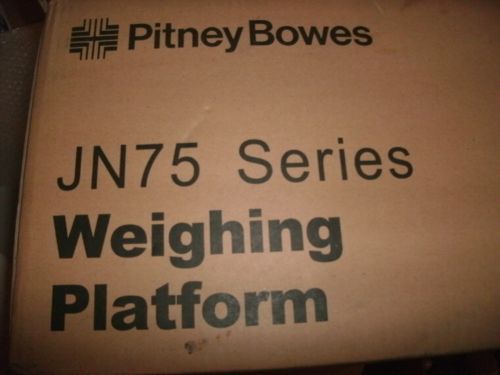 Pitney Bowes
JN75 Series
Weighing
Platform